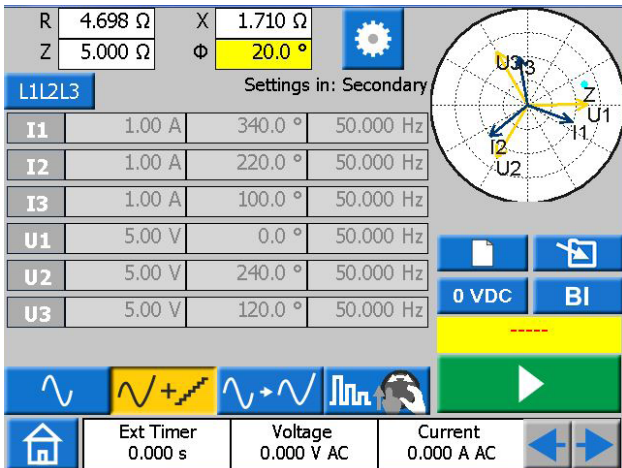 R 4.698 Ω X 1.710 Ω
Z 5.000 Ω Φ 20.0 °
L1L2L3 Settings in: Secondary
I1 1.00 A 340.0 ° 50.000 Hz
I2 1.00 A 220.0 ° 50.000 Hz
I3 1.00 A 100.0 ° 50.000 Hz
U1 5.00 V 0.0 ° 50.000 Hz
U2 5.00 V 240.0 ° 50.000 Hz
U3 5.00 V 120.0 ° 50.000 Hz
U3 I3
Z
U1
I1
I2
U2
0 VDC BI
-----
Ext Timer Voltage Current
0.000 s 0.000 V AC 0.000 A AC